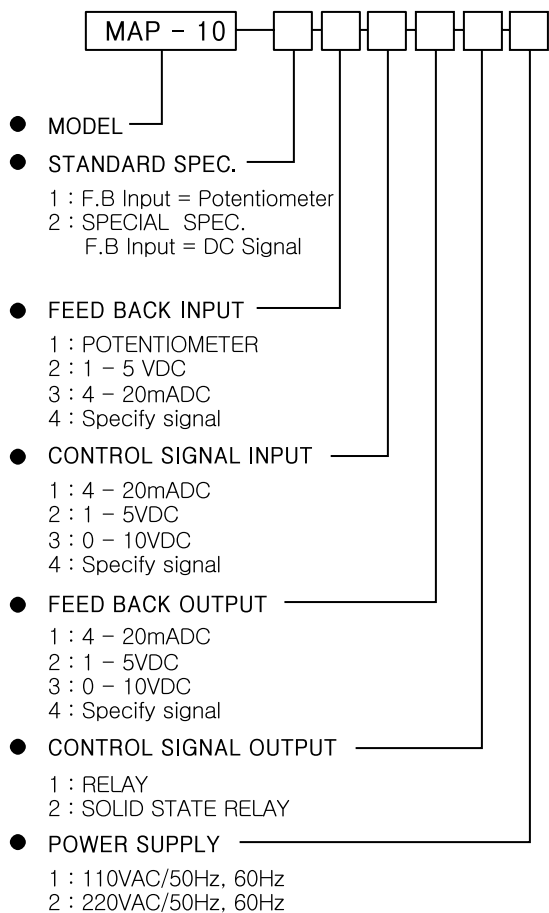 MAP - 10
MODEL
STANDARD SPEC.
1 : F.B Input = Potentiometer
2 : SPECIAL SPEC.
F.B Input = DC Signal
FEED BACK INPUT
1 : POTENTIOMETER
2 : 1 - 5 VDC
3 : 4 - 20mADC
4 : Specify signal
CONTROL SIGNAL INPUT
1 : 4 - 20mADC
2 : 1 - 5VDC
3 : 0 - 10VDC
4 : Specify signal
FEED BACK OUTPUT
1 : 4 - 20mADC
2 : 1 - 5VDC
3 : 0 - 10VDC
4 : Specify signal
CONTROL SIGNAL OUTPUT
1 : RELAY
2 : SOLID STATE RELAY
POWER SUPPLY
1 : 110VAC/50Hz, 60Hz
2 : 220VAC/50Hz, 60Hz